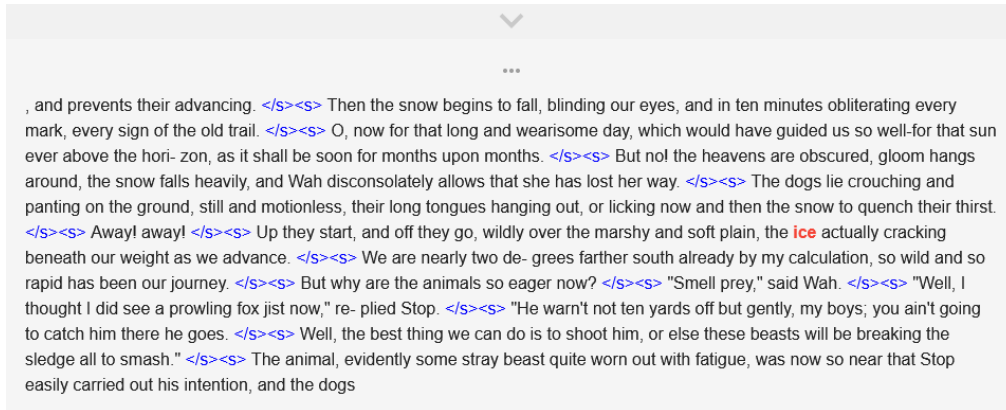 , and prevents their advancing. </s><s> Then the snow begins to fall, blinding our eyes, and in ten minutes obliterating every
mark, every sign of the old trail. </s><s> O, now for that long and wearisome day, which would have guided us so well-for that sun
ever above the hori- zon, as it shall be soon for months upon months. </s><s> But no! the heavens are obscured, gloom hangs
around, the snow falls heavily, and Wah disconsolately allows that she has lost her way. </s><s> The dogs lie crouching and
panting on the ground, still and motionless, their long tongues hanging out, or licking now and then the snow to quench their thirst.
</s><s> Away! away! </s><s> Up they start, and off they go, wildly over the marshy and soft plain, the ice actually cracking
beneath our weight as we advance. </s><s> We are nearly two de- grees farther south already by my calculation, so wild and so
rapid has been our journey. </s><s> But why are the animals so eager now? </s><s> "Smell prey," said Wah. </s><s> "Well, I
thought I did see a prowling fox jist now," re- plied Stop. </s><s> "He warn't not ten yards off but gently, my boys; you ain't going
to catch him there he goes. </s><s> Well, the best thing we can do is to shoot him, or else these beasts will be breaking the
sledge all to smash." </s><s> The animal, evidently some stray beast quite worn out with fatigue, was now so near that Stop
easily carried out his intention, and the dogs